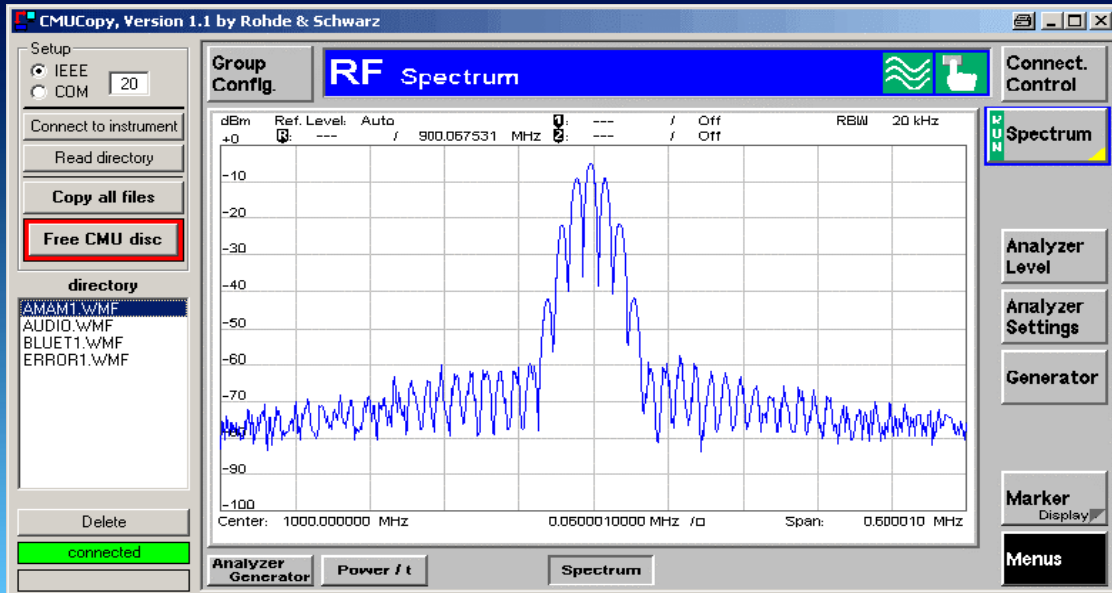 CMUCopy, Version 1.1 by Rohde & Schwarz
Setup
IEEE
COM
20
Connect to instrument
Read directory
Copy all files
Free CMU disc
directory
AMAM1.WMF
AUDIO.WMF
BLUET1.WMF
ERROR1.WMF
Delete
connected
Group
Config.
RF Spectrum
Connect.
Control
dBm Ref. Level: Auto 1: --- / Off RBW 20 kHz
+0 R: --- / 900.067531 MHz 2: --- / Off
-10
-20
-30
-40
-50
-60
-70
-90
-100
Center: 1000.000000 MHz 0.0600010000 MHz /□ Span: 0.600010 MHz
RUN
Spectrum
Analyzer
Level
Analyzer
Settings
Generator
Marker
Display
Menus
Analyzer
Generator
Power / t
Spectrum